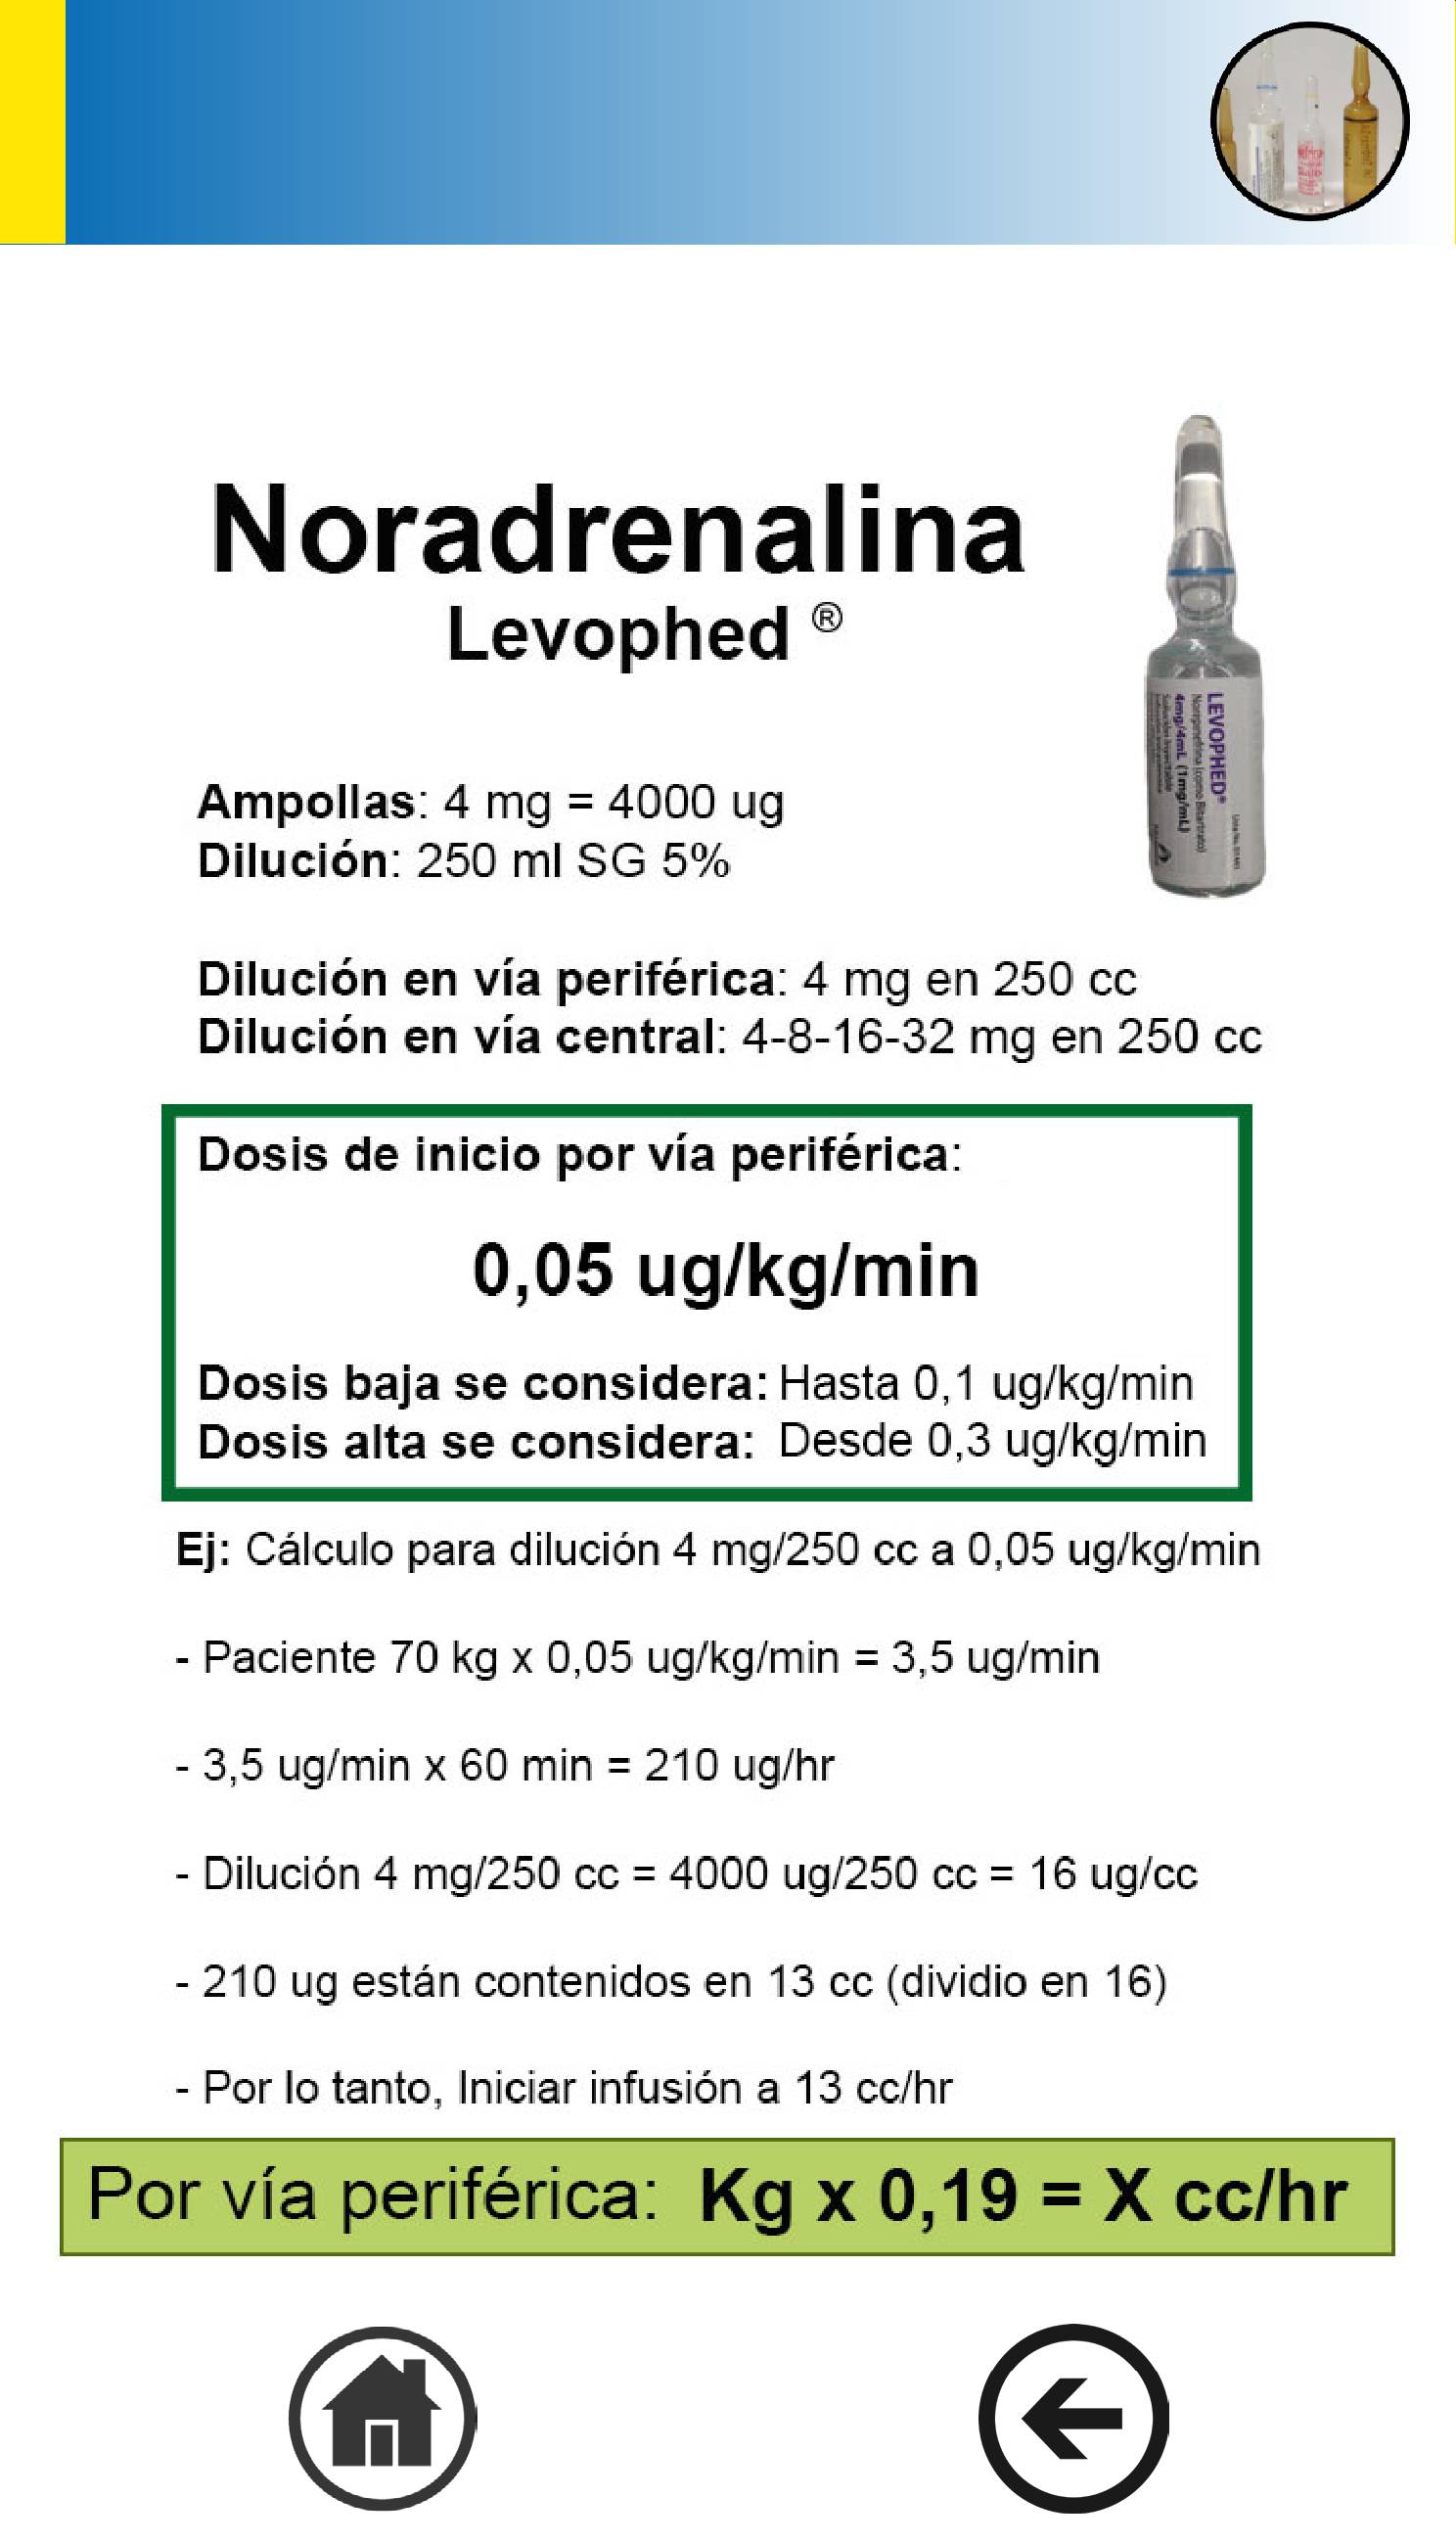 Noradrenalina
Levophed ®
LEVOPHED®
Norepinefrina (como Bitartrato)
4mg/4mL (1mg/mL)
Ampollas: 4 mg = 4000 ug
Dilución: 250 ml SG 5%
Dilución en vía periférica: 4 mg en 250 cc
Dilución en vía central: 4-8-16-32 mg en 250 cc
Dosis de inicio por vía periférica:
0,05 ug/kg/min
Dosis baja se considera: Hasta 0,1 ug/kg/min
Dosis alta se considera: Desde 0,3 ug/kg/min
Ej: Cálculo para dilución 4 mg/250 cc a 0,05 ug/kg/min
- Paciente 70 kg x 0,05 ug/kg/min = 3,5 ug/min
- 3,5 ug/min x 60 min = 210 ug/hr
- Dilución 4 mg/250 cc = 4000 ug/250 cc = 16 ug/cc
- 210 ug están contenidos en 13 cc (dividio en 16)
- Por lo tanto, Iniciar infusión a 13 cc/hr
Por vía periférica: Kg x 0,19 = X cc/hr